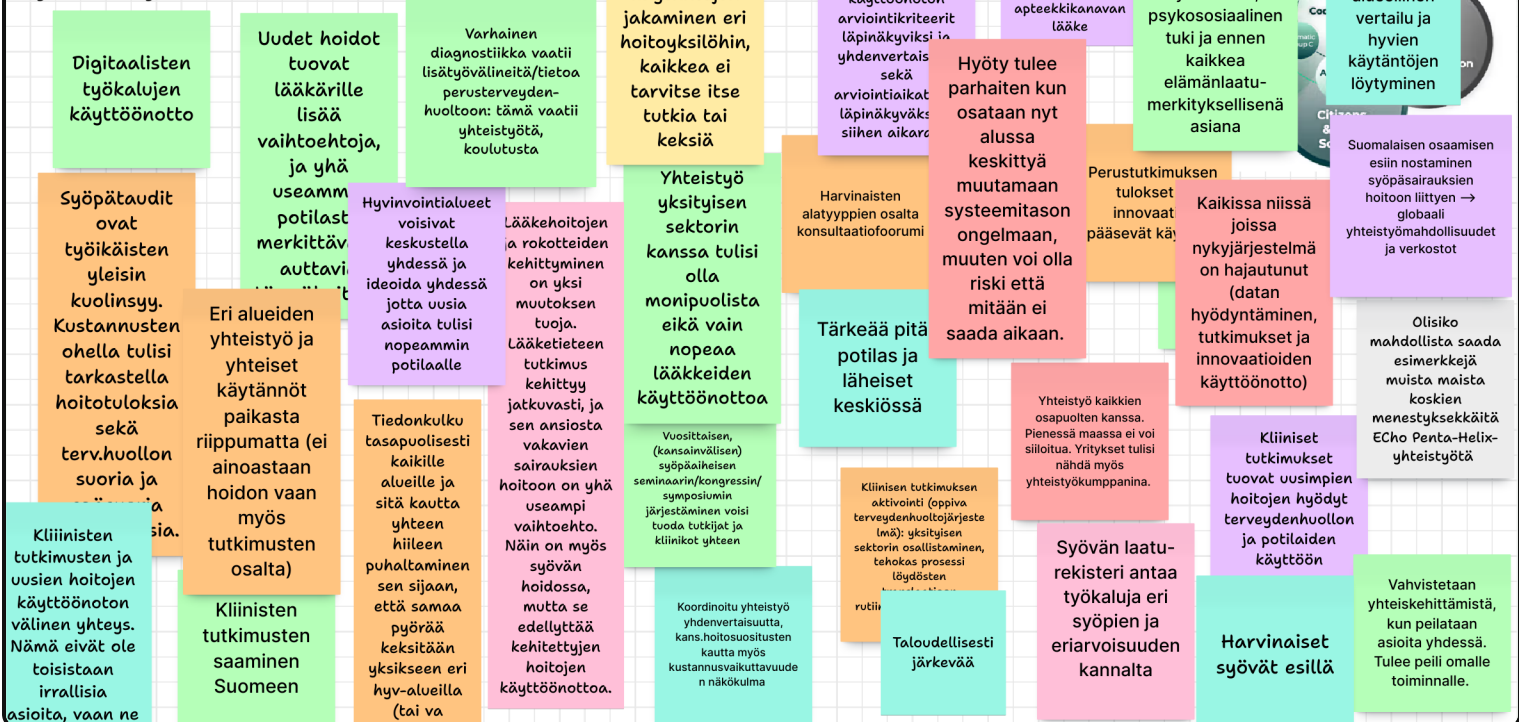 Digitaalisten
työkalujen
käyttöönotto
Uudet hoidot
tuovat
lääkärille
lisää
vaihtoehtoja,
ja yhä
useamm
potilast
merkittäv
auttavi
Varhainen
diagnostiikka vaatii
lisätyövälineitä/tietoa
perusterveyden-
huoltoon: tämä vaatii
yhteistyötä,
koulutusta
jakaminen eri
hoitoyksilöhin,
kaikkea ei
tarvitse itse
tutkia tai
keksiä
arviointikriteerit
läpinäkyviksi ja
yhdenvertais
sekä
arviointiaikat
läpinäkyväks
siihen aikara
apteekkikanavan
lääke
Hyöty tulee
parhaiten kun
osataan nyt
alussa
keskittyä
muutamaan
systeemitason
ongelmaan,
muuten voi olla
riski että
mitään ei
saada aikaan.
psykososiaalinen
tuki ja ennen
kaikkea
elämänlaatu-
merkityksellisenä
asiana
vertailu ja
hyvien
käytäntöjen
löytyminen
Citizens
Suomalaisen osaamisen
esiin nostaminen
syöpäsairauksien
hoitoon liittyen →
globaali
yhteistyömahdollisuudet
ja verkostot
Syöpätaudit
ovat
työikäisten
yleisin
kuolinsyy.
Kustannusten
ohella tulisi
tarkastella
hoitotuloksia
sekä
terv.huollon
suoria ja
sia.
Eri alueiden
yhteistyö ja
yhteiset
käytännöt
paikasta
riippumatta (ei
ainoastaan
hoidon vaan
myös
tutkimusten
osalta)
Hyvinvointialueet
voisivat
keskustella
yhdessä ja
ideoida yhdessä
jotta uusia
asioita tulisi
nopeammin
potilaalle
Lääkehoitojen
ja rokotteiden
kehittyminen
on yksi
muutoksen
tuoja.
Lääketieteen
tutkimus
kehittyy
jatkuvasti, ja
sen ansiosta
vakavien
sairauksien
hoitoon on yhä
useampi
vaihtoehto.
Näin on myös
syövän
hoidossa,
mutta se
edellyttää
kehitettyjen
hoitojen
käyttöönottoa.
Yhteistyö
yksityisen
sektorin
kanssa tulisi
olla
monipuolista
eikä vain
nopeaa
lääkkeiden
käyttöönottoa
Harvinaisten
alatyyppien osalta
konsultaatiofoorumi
Perustutkimuksen
tulokset
innovaati
pääsevät käy
Kaikissa niissä
joissa
nykyjärjestelmä
on hajautunut
(datan
hyödyntäminen,
tutkimukset ja
innovaatioiden
käyttöönotto)
Tärkeää pitä
potilas ja
läheiset
keskiössä
Olisiko
mahdollista saada
esimerkkejä
muista maista
koskien
menestyksekkäitä
ECho Penta-Helix-
yhteistyötä
Tiedonkulku
tasapuolisesti
kaikille
alueille ja
sitä kautta
yhteen
hiileen
puhaltaminen
sen sijaan,
että samaa
pyörää
keksitään
yksikseen eri
hyv-alueilla
(tai va
Vuosittaisen,
(kansainvälisen)
syöpäaiheisen
seminaarin/kongressin/
symposiumin
järjestäminen voisi
tuoda tutkijat ja
kliinikot yhteen
Yhteistyö kaikkien
osapuolten kanssa.
Pienessä maassa ei voi
siiloitua. Yritykset tulisi
nähdä myös
yhteistyökumppanina.
Kliiniset
tutkimukset
tuovat uusimpien
hoitojen hyödyt
terveydenhuollon
ja potilaiden
käyttöön
Kliinisen tutkimuksen
aktivointi (oppiva
terveydenhuoltojärjeste
lmä): yksityisen
sektorin osallistaminen,
tehokas prosessi
löydösten
rutiin
Kliiinisten
tutkimusten ja
uusien hoitojen
käyttöönoton
välinen yhteys.
Nämä eivät ole
toisistaan
irrallisia
asioita, vaan ne
Kliinisten
tutkimusten
saaminen
Suomeen
Koordinoitu yhteistyö
yhdenvertaisuutta,
kans.hoitosuositusten
kautta myös
kustannusvaikuttavuude
n näkökulma
Taloudellisesti
järkevää
Syövän laatu-
rekisteri antaa
työkaluja eri
syöpien ja
eriarvoisuuden
kannalta
Harvinaiset
syövät esillä
Vahvistetaan
yhteiskehittämistä,
kun peilataan
asioita yhdessä.
Tulee peili omalle
toiminnalle.